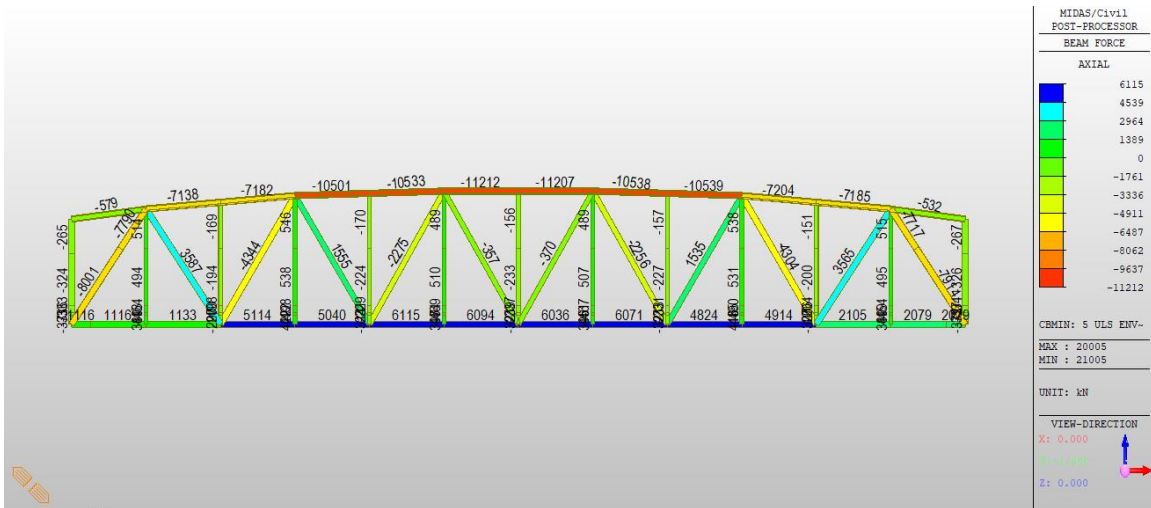 MIDAS/Civil
POST-PROCESSOR
BEAM FORCE
AXIAL
6115
4539
2964
1389
0
-1761
-3336
-4911
-6487
-8062
-9637
-11212
CBMIN: 5 ULS ENV~
MAX : 20005
MIN : 21005
UNIT: kN
VIEW-DIRECTION
X: 0.000
Z: 0.000
-579 -7138 -7182 -10501 -10533 -11212 -11207 -10538 -10539 -7204 -7185 -532
-265 -7790 514 -169 546 -170 489 -156 489 -157 538 -151 515 -7717 -267
-324 -8001 494 3587 -194 -4344 538 1555 -224 -2275 510 -357 -233 -370 507 -2256 -227 1535 531 -4304 -200 3565 495 -326
1116 1116 1133 5114 5040 6115 6094 6036 6071 4824 4914 2105 2079